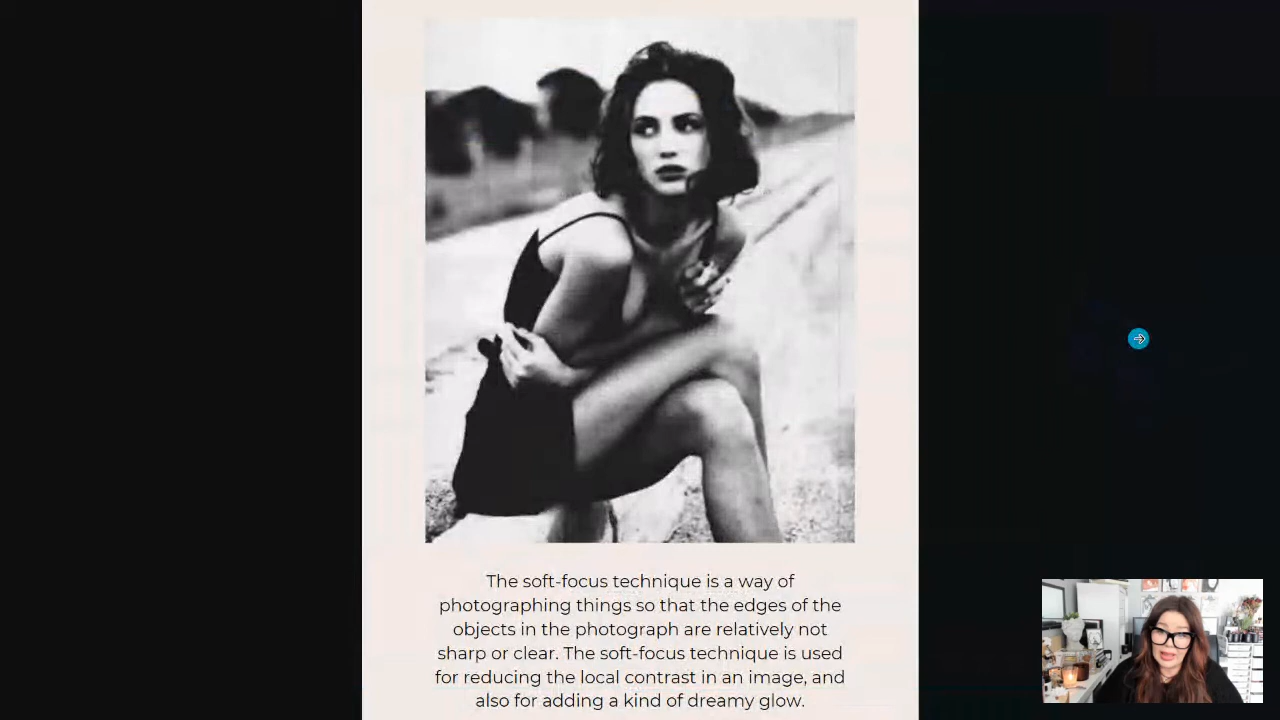 The soft-focus technique is a way of
photographing things so that the edges of the
objects in the photograph are relatively not
sharp or clear. The soft-focus technique is used
for reducing the local contrast in an image, and
also for adding a kind of dreamy glow.